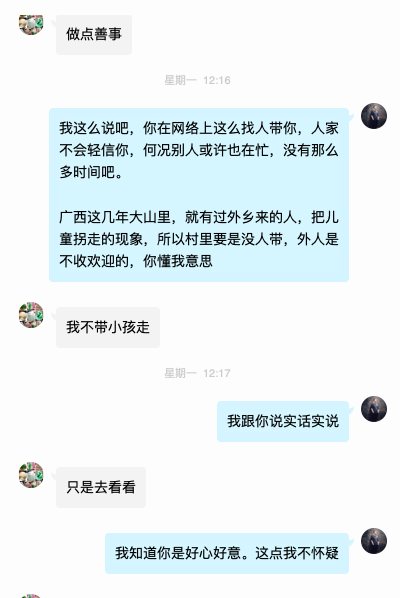 做点善事
星期一 12:16
我这么说吧，你在网络上这么找人带你，人家
不会轻信你，何况别人或许也在忙，没有那么
多时间吧。
广西这几年大山里，就有过外乡来的人，把儿
童拐走的现象，所以村里要是没人带，外人是
不收欢迎的，你懂我意思
我不带小孩走
星期一 12:17
我跟你说实话实说
只是去看看
我知道你是好心好意。这点我不怀疑